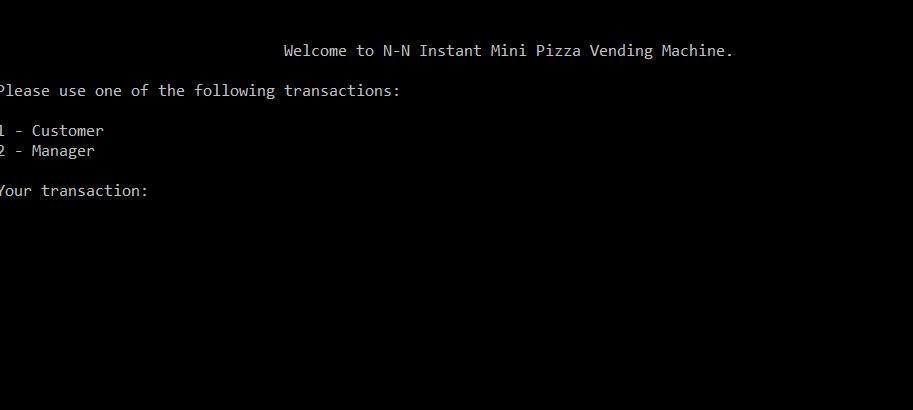 Welcome to N-N Instant Mini Pizza Vending Machine.
Please use one of the following transactions:
1 - Customer
2 - Manager
Your transaction: